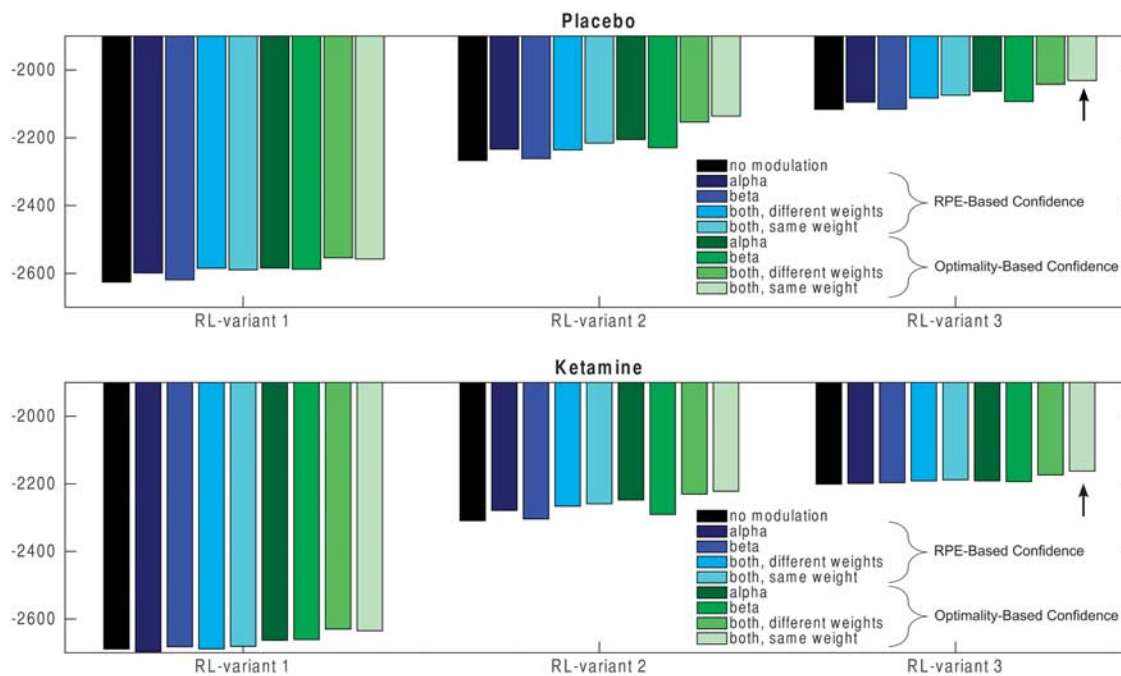 Placebo
-2000
-2200
-2400
-2600
no modulation
alpha
beta
both, different weights
both, same weight
alpha
beta
both, different weights
both, same weight
RPE-Based Confidence
Optimality-Based Confidence
RL-variant 1 RL-variant 2 RL-variant 3
Ketamine
-2000
-2200
-2400
-2600
no modulation
alpha
beta
both, different weights
both, same weight
alpha
beta
both, different weights
both, same weight
RPE-Based Confidence
Optimality-Based Confidence
RL-variant 1 RL-variant 2 RL-variant 3